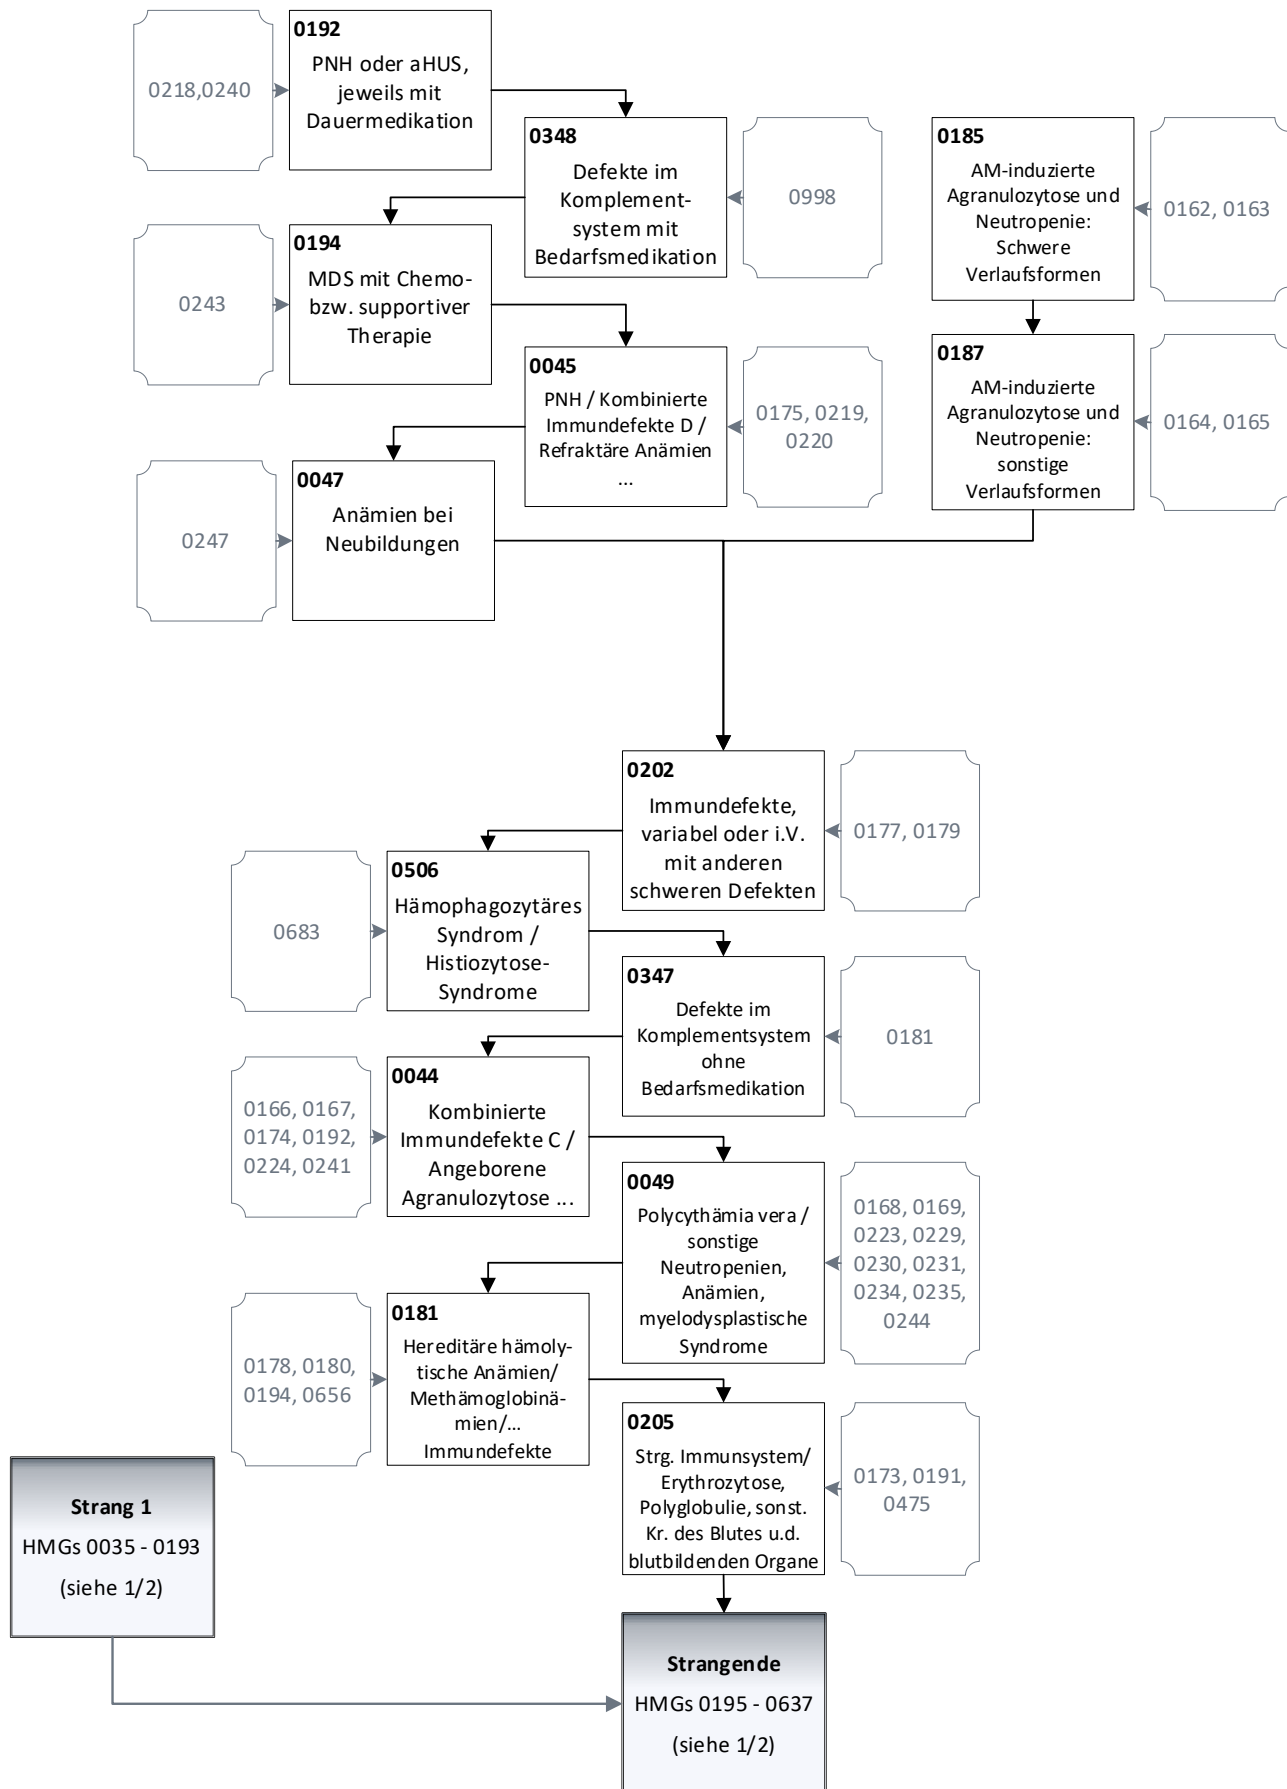 0218,0240
0192
PNH oder aHUS,
jeweils mit
Dauermedikation
0348
Defekte im
Komplement-
system mit
Bedarfsmedikation
0998
0185
AM-induzierte
Agranulozytose und
Neutropenie:
Schwere
Verlaufsformen
0162, 0163
0243
0194
MDS mit Chemo-
bzw. supportiver
Therapie
0045
PNH / Kombinierte
Immundefekte D /
Refraktäre Anämien
...
0175, 0219,
0220
0187
AM-induzierte
Agranulozytose und
Neutropenie:
sonstige
Verlaufsformen
0164, 0165
0247
0047
Anämien bei
Neubildungen
0202
Immundefekte,
variabel oder i.V.
mit anderen
schweren Defekten
0177, 0179
0683
0506
Hämophagozytäres
Syndrom /
Histiozytose-
Syndrome
0347
Defekte im
Komplementsystem
ohne
Bedarfsmedikation
0181
0166, 0167,
0174, 0192,
0224, 0241
0044
Kombinierte
Immundefekte C /
Angeborene
Agranulozytose ...
0049
Polycythämia vera /
sonstige
Neutropenien,
Anämien,
myelodysplastische
Syndrome
0168, 0169,
0223, 0229,
0230, 0231,
0234, 0235,
0244
0178, 0180,
0194, 0656
0181
Hereditäre hämoly-
tische Anämien/
Methämoglobinä-
mien/...
Immundefekte
0205
Strg. Immunsystem/
Erythrozytose,
Polyglobulie, sonst.
Kr. des Blutes u.d.
blutbildenden Organe
0173, 0191,
0475
Strang 1
HMGs 0035 - 0193
(siehe 1/2)
Strangende
HMGs 0195 - 0637
(siehe 1/2)